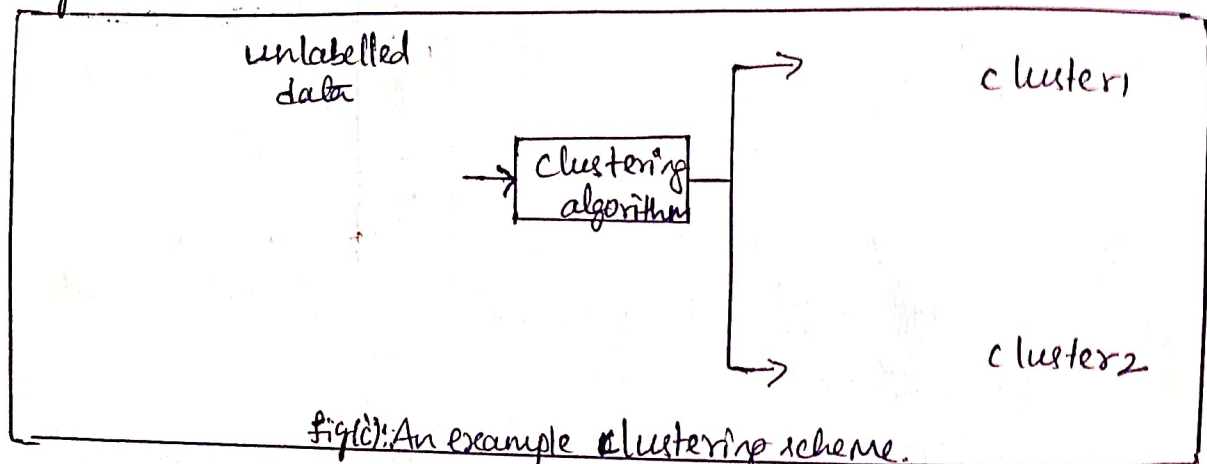 unlabelled
data
cluster1
clustering
algorithm
cluster2
fig(c): An example clustering scheme.